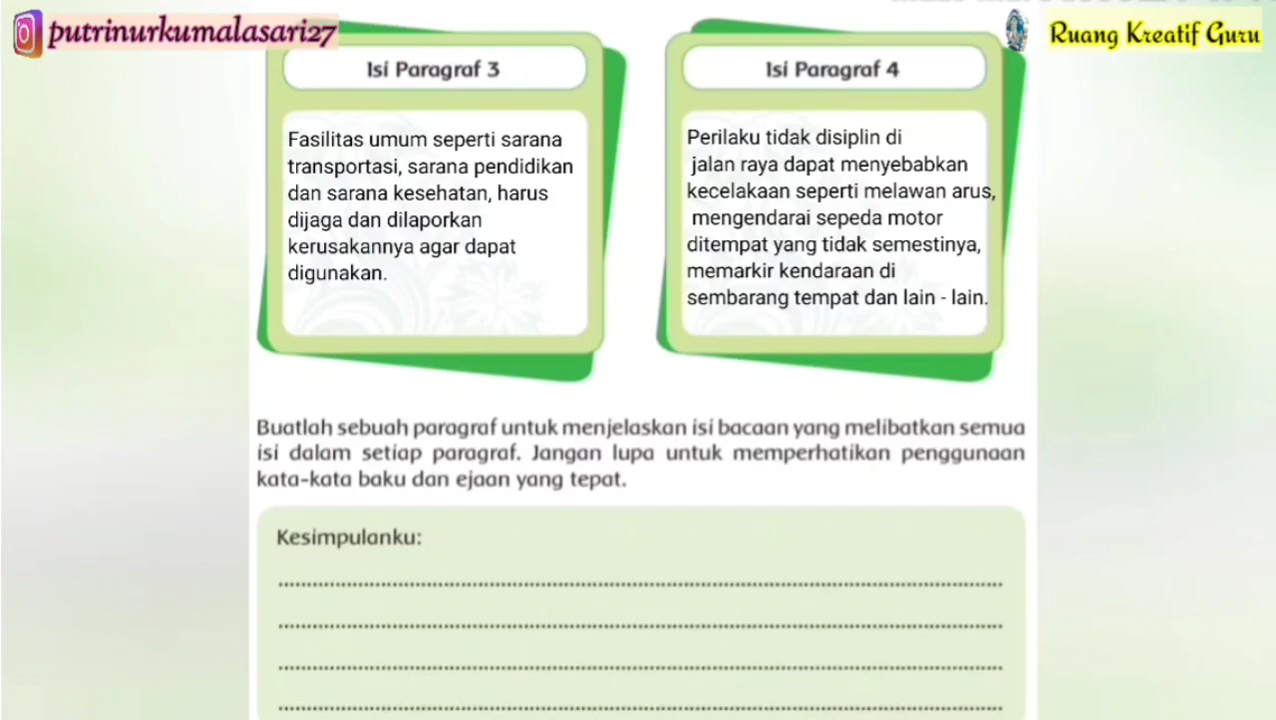 putrinurkumalasari27
Ruang Kreatif Guru
Isi Paragraf 3
Fasilitas umum seperti sarana
transportasi, sarana pendidikan
dan sarana kesehatan, harus
dijaga dan dilaporkan
kerusakannya agar dapat
digunakan.
Isi Paragraf 4
Perilaku tidak disiplin di
jalan raya dapat menyebabkan
kecelakaan seperti melawan arus,
mengendarai sepeda motor
ditempat yang tidak semestinya,
memarkir kendaraan di
sembarang tempat dan lain - lain.
Buatlah sebuah paragraf untuk menjelaskan isi bacaan yang melibatkan semua
isi dalam setiap paragraf. Jangan lupa untuk memperhatikan penggunaan
kata-kata baku dan ejaan yang tepat.
Kesimpulanku: